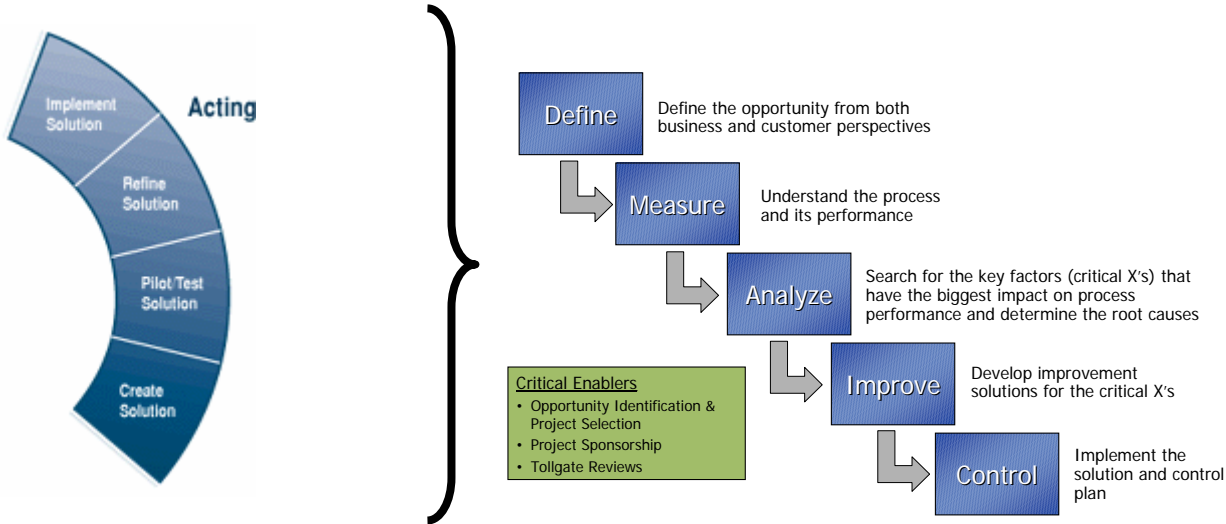 Acting
Implement
Solution
Refine
Solution
Pilot/Test
Solution
Create
Solution
Define
Define the opportunity from both
business and customer perspectives
Measure
Understand the process
and its performance
Analyze
Search for the key factors (critical X's) that
have the biggest impact on process
performance and determine the root causes
Improve
Develop improvement
solutions for the critical X's
Control
Implement the
solution and control
plan
Critical Enablers
• Opportunity Identification &
Project Selection
• Project Sponsorship
• Tollgate Reviews